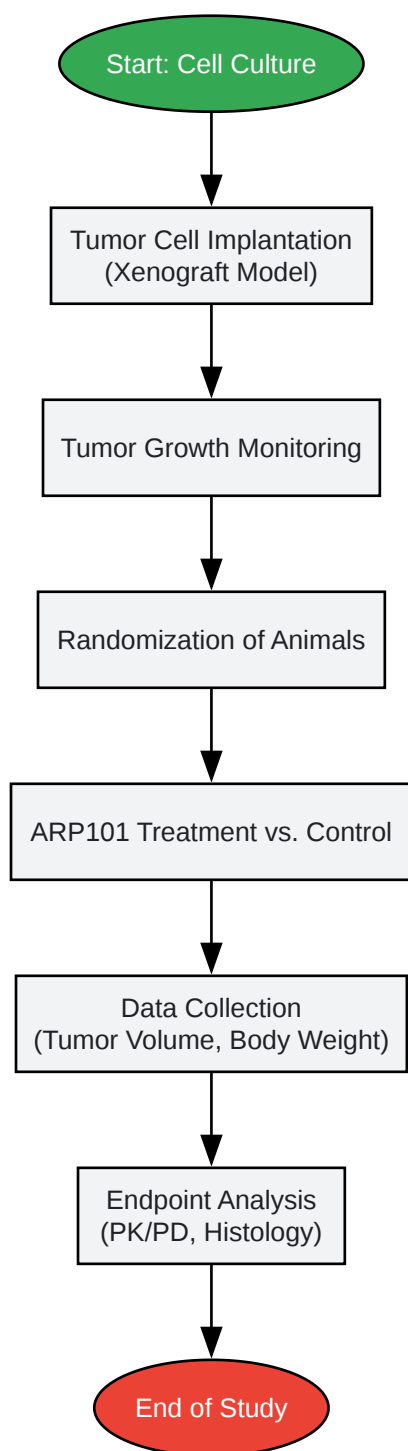 Start: Cell Culture
Tumor Cell Implantation
(Xenograft Model)
Tumor Growth Monitoring
Randomization of Animals
ARP101 Treatment vs. Control
Data Collection
(Tumor Volume, Body Weight)
Endpoint Analysis
(PK/PD, Histology)
End of Study